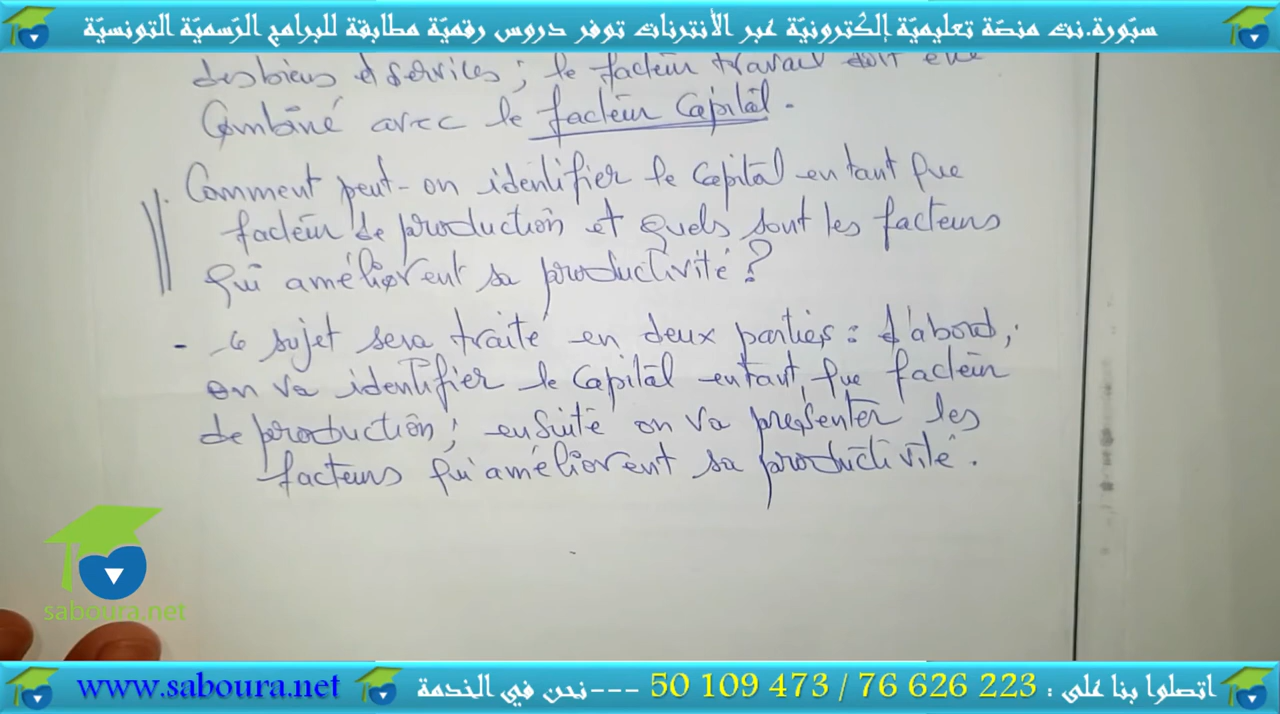 سبّورة.نت منصّة تعليميّة إلكترونيّة عبر الأنترنات توفر دروس رقميّة مطابقة للبرامج الرّسميّة التونسيّة
des biens et services ; le facteur travail doit être
Combiné avec le facteur Capital.
Comment peut-on identifier le Capital en tant que
facteur de production et quels sont les facteurs
qui améliorent sa productivité ?
- Le sujet sera traité en deux parties : d'abord ;
on va identifier le Capital en tant que facteur
de production ; ensuite on va présenter les
facteurs qui améliorent sa productivité.
saboura.net
www.saboura.net اتصلوا بنا على : 50 109 473 / 76 626 223 ---نحن في الخدمة